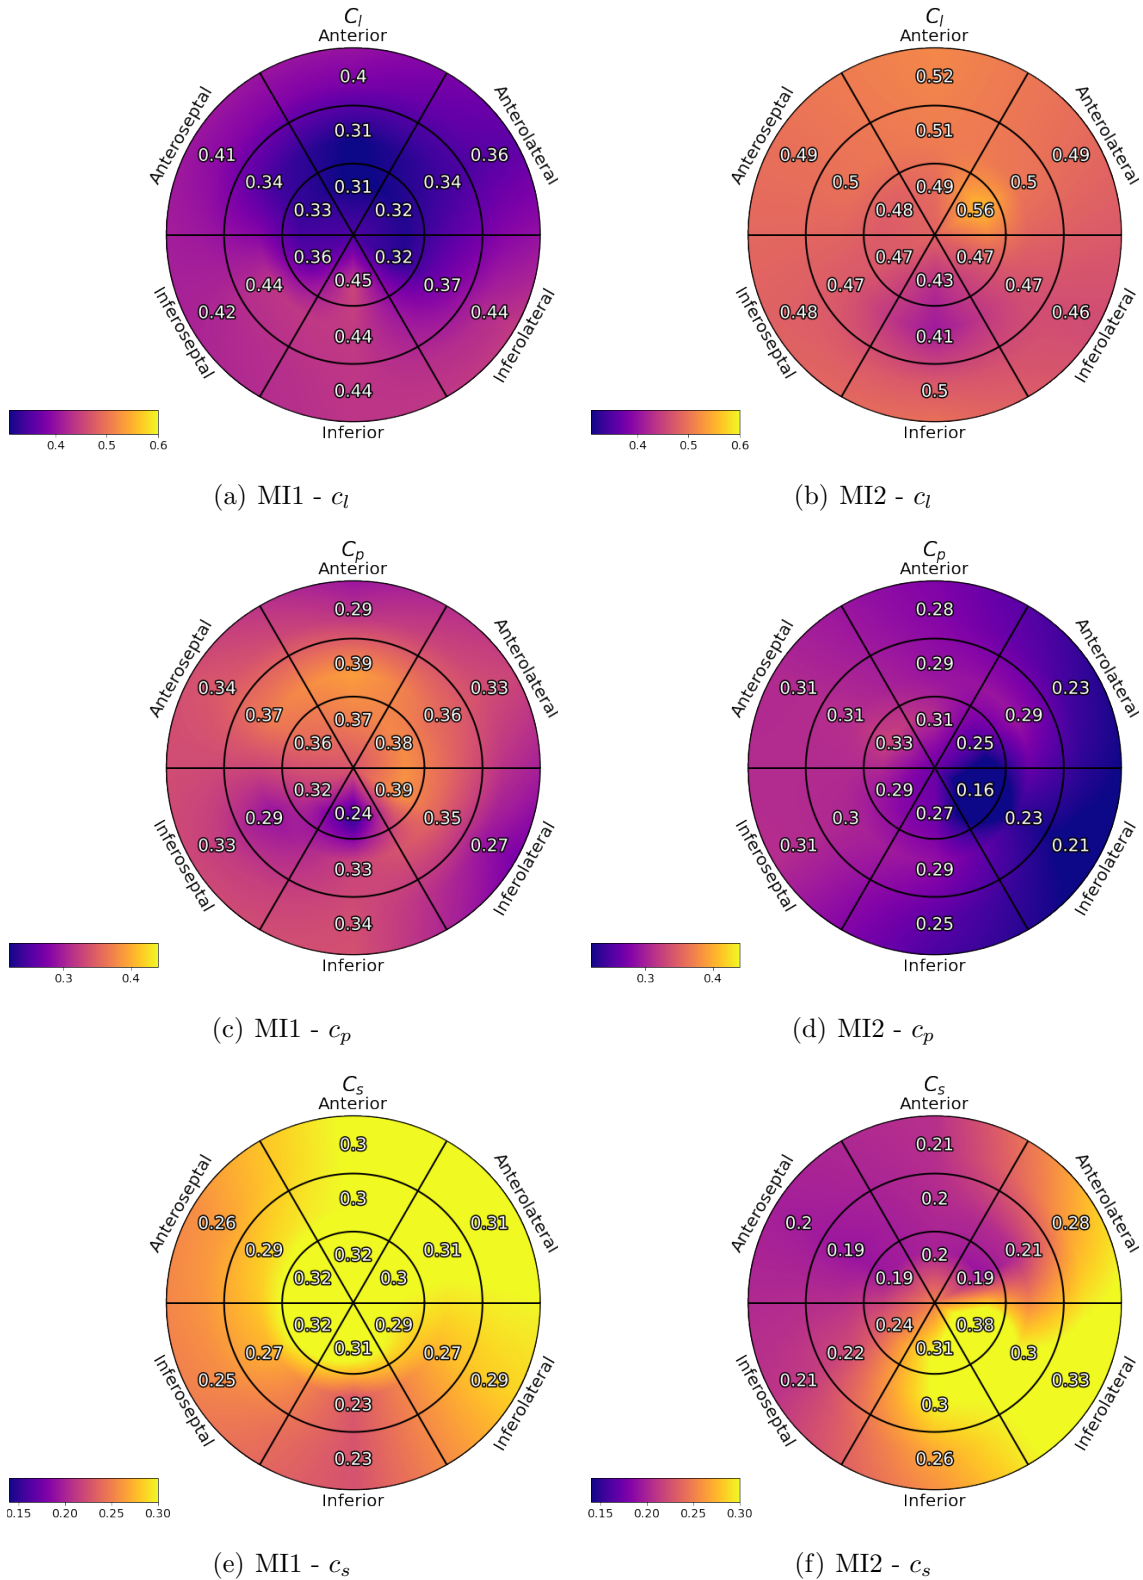 C_l C_l
Anterior Anterior
0.4 0.52
Anteroseptal Anterolateral Anteroseptal Anterolateral
0.31 0.51
0.41 0.36 0.49 0.49
0.34 0.31 0.34 0.5 0.49 0.5
0.33 0.32 0.48 0.56
0.36 0.32 0.47 0.47
0.44 0.45 0.37 0.47 0.43 0.47
0.42 0.44 0.48 0.46
Inferoseptal Inferolateral Inferoseptal Inferolateral
0.44 0.41
0.44 0.5
Inferior Inferior
0.4 0.5 0.6 0.4 0.5 0.6
(a) MI1 - c_l (b) MI2 - c_l
C_p C_p
Anterior Anterior
0.29 0.28
Anteroseptal Anterolateral Anteroseptal Anterolateral
0.39 0.29
0.34 0.33 0.31 0.23
0.37 0.37 0.36 0.31 0.31 0.29
0.36 0.38 0.33 0.25
0.32 0.39 0.29 0.16
0.29 0.24 0.35 0.3 0.27 0.23
0.33 0.27 0.31 0.21
Inferoseptal Inferolateral Inferoseptal Inferolateral
0.33 0.29
0.34 0.25
Inferior Inferior
0.3 0.4 0.3 0.4
(c) MI1 - c_p (d) MI2 - c_p
C_s C_s
Anterior Anterior
0.3 0.21
Anteroseptal Anterolateral Anteroseptal Anterolateral
0.3 0.2
0.26 0.31 0.2 0.28
0.29 0.32 0.31 0.19 0.2 0.21
0.32 0.3 0.19 0.19
0.32 0.29 0.24 0.38
0.27 0.31 0.27 0.22 0.31 0.3
0.25 0.29 0.21 0.33
Inferoseptal Inferolateral Inferoseptal Inferolateral
0.23 0.3
0.23 0.26
Inferior Inferior
0.15 0.20 0.25 0.30 0.15 0.20 0.25 0.30
(e) MI1 - c_s (f) MI2 - c_s